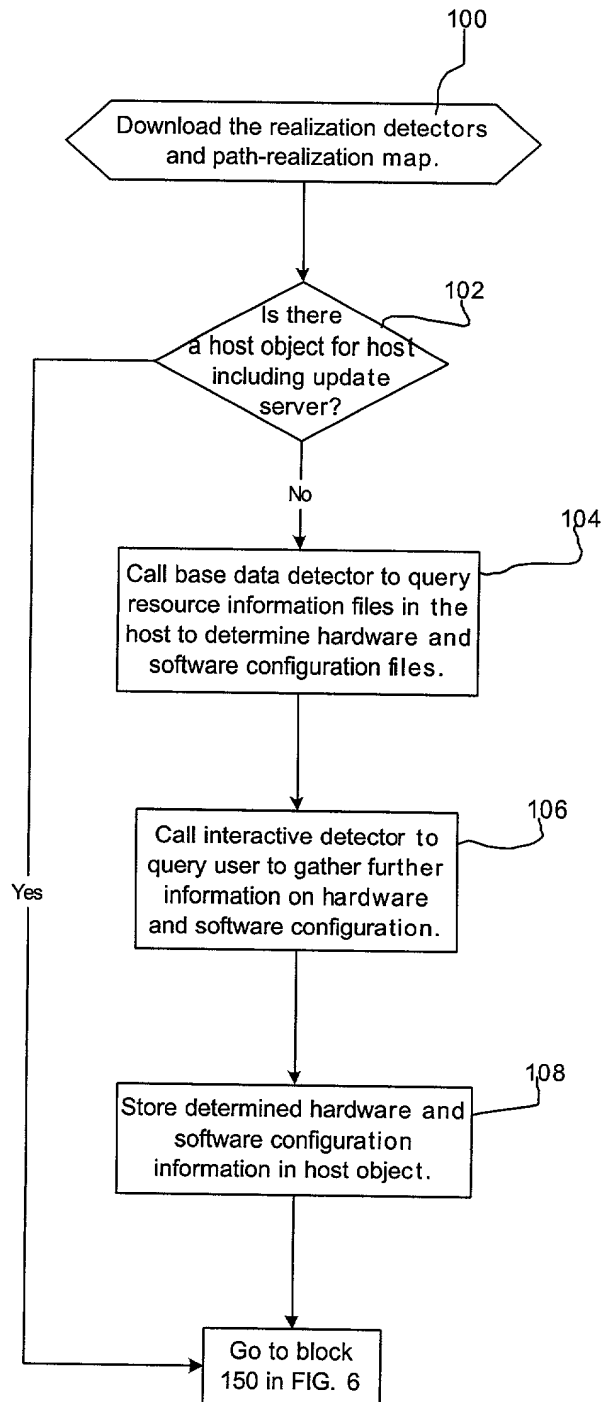 100
Download the realization detectors
and path-realization map.
102
Is there
a host object for host
including update
server?
No
104
Call base data detector to query
resource information files in the
host to determine hardware and
software configuration files.
106
Call interactive detector to
query user to gather further
information on hardware
and software configuration.
Yes
108
Store determined hardware and
software configuration
information in host object.
Go to block
150 in FIG. 6